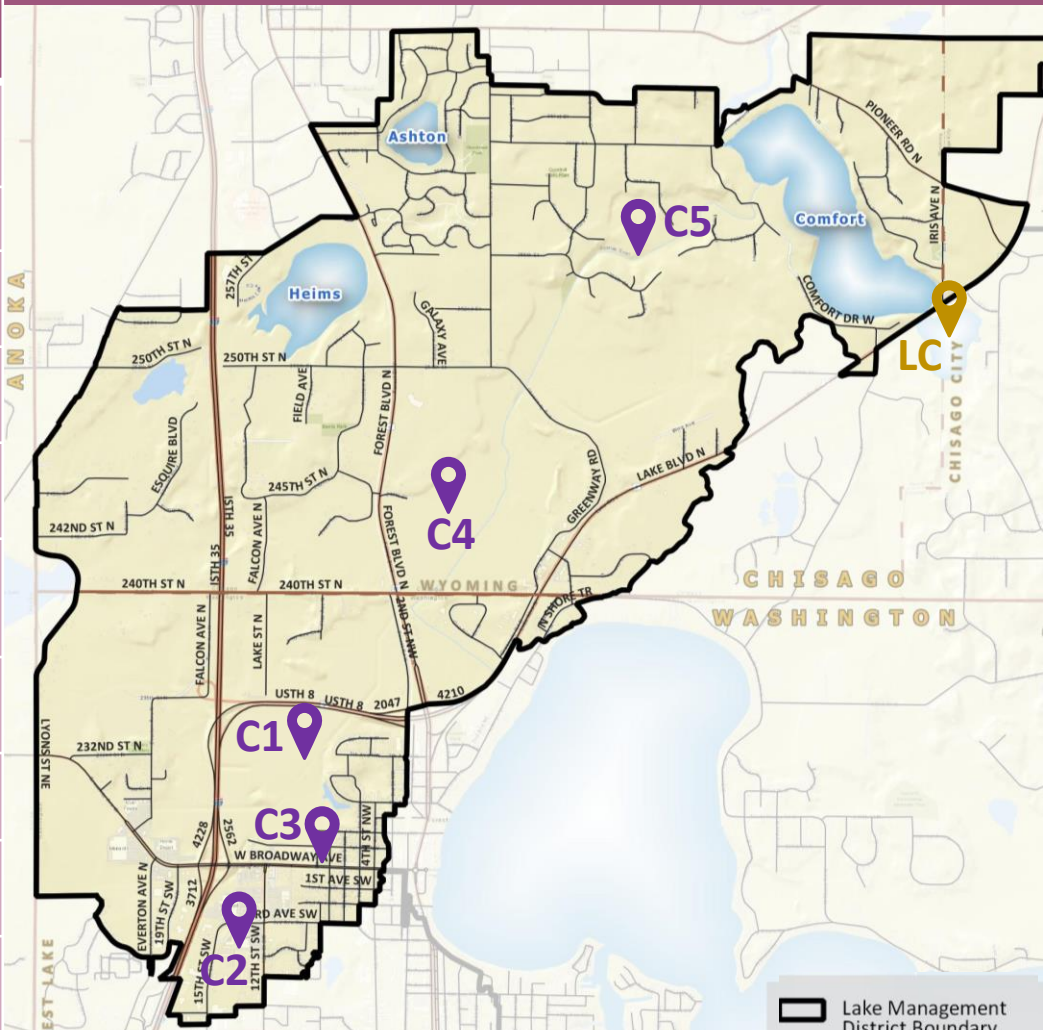 Ashton
PIONEER RD N
C5
Comfort
IRIS AVE N
257TH ST
Heims
COMFORT DR W
GALAXY AVE
ANOKA
LC
250TH ST N
250TH ST N
FIELD AVE
FOREST BLVD N
CHISAGO CITY
ESQUIRE BLVD
245TH ST N
GREENWAY RD
LAKE BLVD N
C4
ISTH 35
242ND ST N
FALCON AVE N
FOREST BLVD N
ISTH 35
240TH ST N
240TH ST N
WYOMING
CHISAGO
N SHORE TR
WASHINGTON
2ND ST NW
FALCON AVE N
LAKE ST N
USTH 8
USTH 8
2047
4210
C1
LYONS ST NE
232ND ST N
C3
4TH ST NW
4228
2562
W BROADWAY AVE
1ST AVE SW
EVERTON AVE N
19TH ST SW
3712
RD AVE SW
C2
15TH ST SW
12TH ST SW
EST LAKE
Lake Management
District Boundary